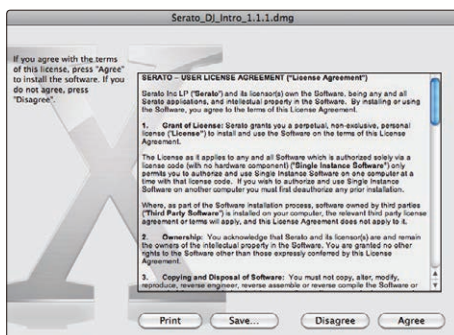 Serato_DJ_Intro_1.1.1.dmg
If you agree with the terms
of this license, press "Agree"
to install the software. If you
do not agree, press
"Disagree".
SERATO – USER LICENSE AGREEMENT ("License Agreement")
Serato Inc LP ("Serato") and its licensor(s) own the Software, being any and all
Serato applications, and intellectual property in the Software. By installing or using
the Software, you agree to the terms of this License Agreement.
1. Grant of License: Serato grants you a perpetual, non-exclusive, personal
license ("License") to install and use the Software on the terms of this License
Agreement.
The License as it applies to any and all Software which is authorized solely via a
license code (with no hardware component) ("Single Instance Software") only
permits you to authorize and use Single Instance Software on one computer at a
time with that license code. If you wish to authorize and use Single Instance
Software on another computer you must first deauthorize any prior installation.
Where, as part of the Software installation process, software owned by third parties
("Third Party Software") is installed on your computer, the relevant third party license
agreement or terms will apply, and this License Agreement does not apply to it.
2. Ownership: You acknowledge that Serato and its licensor(s) are and remain
the owners of the intellectual property in the Software. You are granted no other
rights to the Software other than those expressly conferred by this License
Agreement.
3. Copying and Disposal of Software: You must not copy, alter, modify,
reproduce, reverse engineer, reverse assemble or reverse compile the Software or
Print Save... Disagree Agree